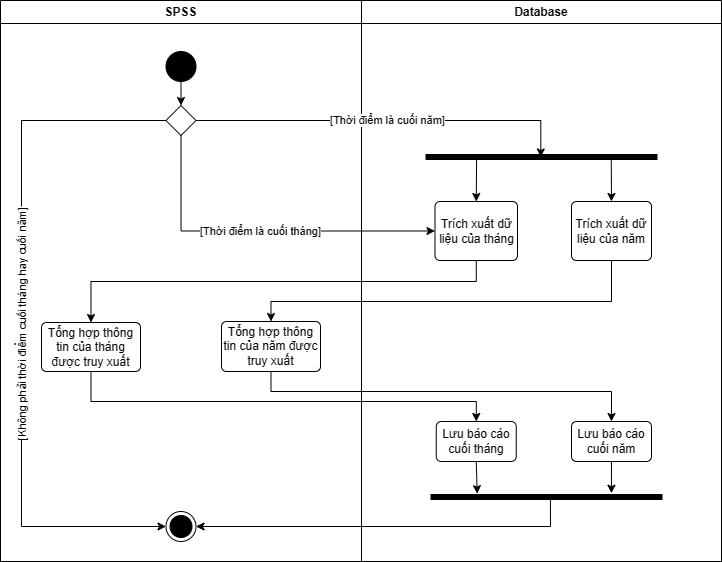 SPSS
Database
[Thời điểm là cuối năm]
[Thời điểm là cuối tháng]
[Không phải thời điểm cuối tháng hay cuối năm]
Trích xuất dữ
liệu của tháng
Trích xuất dữ
liệu của năm
Tổng hợp thông
tin của tháng
được truy xuất
Tổng hợp thông
tin của năm được
truy xuất
Lưu báo cáo
cuối tháng
Lưu báo cáo
cuối năm